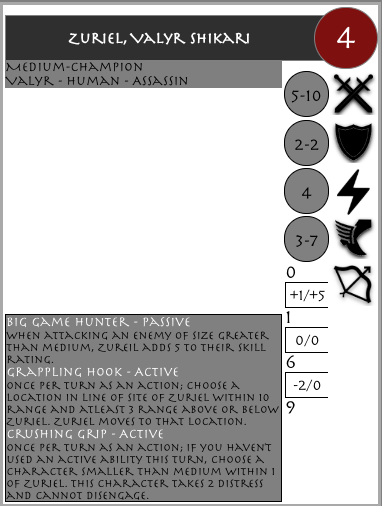 Zuriel, Valyr Shikari
4
Medium-Champion
Valyr - Human - Assassin
5-10
2-2
4
3-7
0
+1/+5
1
0/0
6
-2/0
9
Big Game Hunter - Passive
When attacking an enemy of size greater
than medium, Zureil adds 5 to their skill
rating.
Grappling Hook - Active
Once per turn as an action; choose a
location in line of site of Zuriel within 10
range and atleast 3 range above or below
Zuriel. Zuriel moves to that location.
Crushing Grip - Active
Once per turn as an action; if you haven't
used an active ability this turn, choose a
character smaller than medium within 1
of Zuriel. This character takes 2 distress
and cannot disengage.